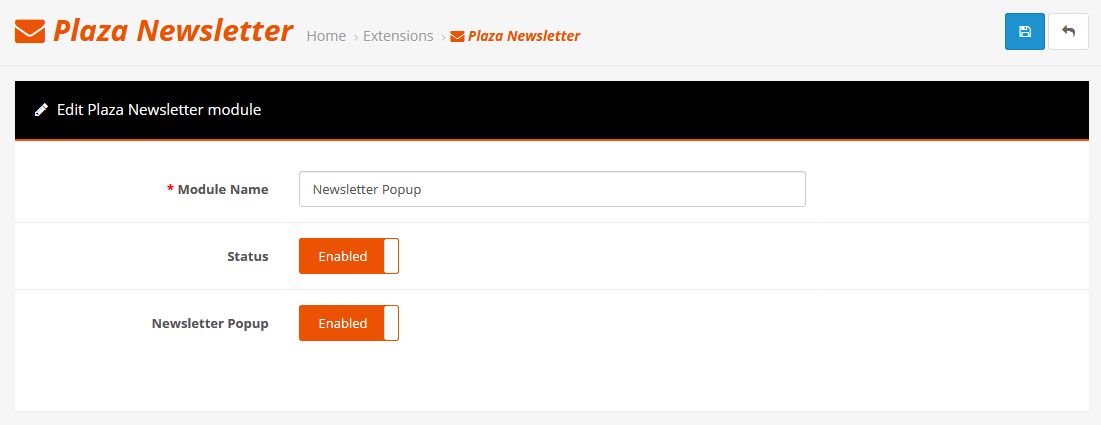 Plaza Newsletter Home › Extensions › Plaza Newsletter
Edit Plaza Newsletter module
* Module Name Newsletter Popup
Status Enabled
Newsletter Popup Enabled